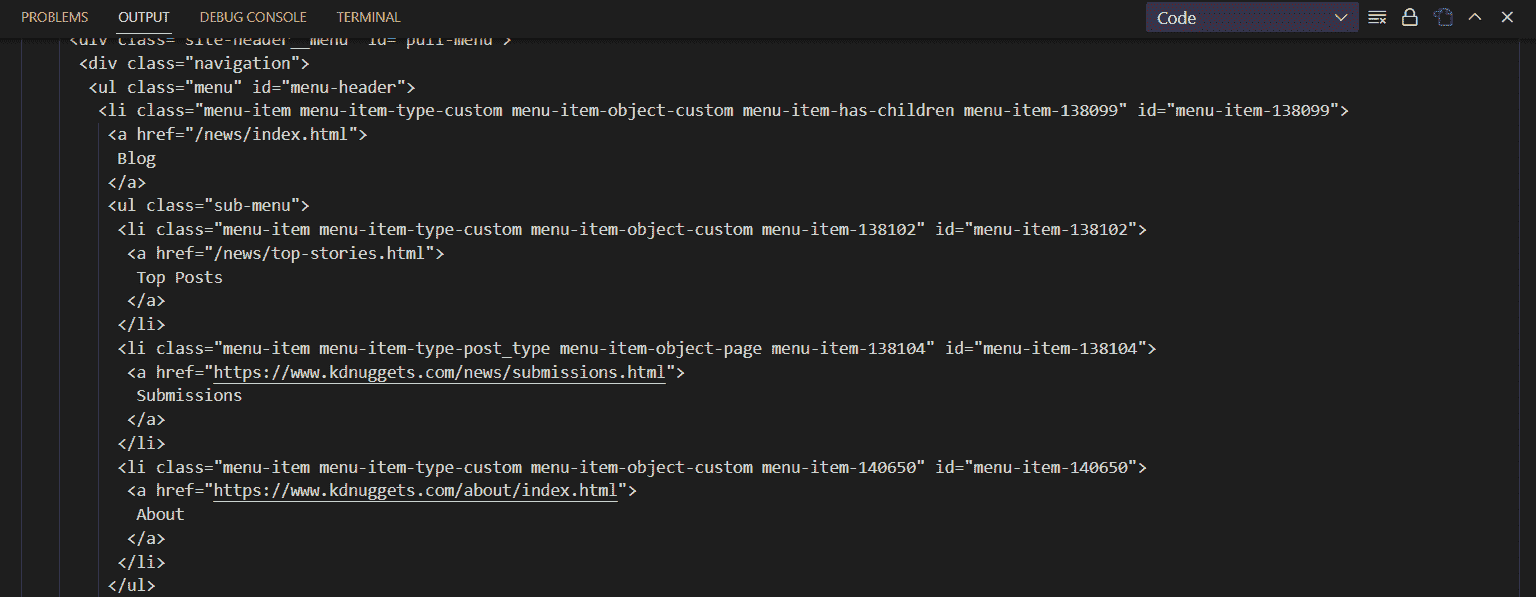 PROBLEMS OUTPUT DEBUG CONSOLE TERMINAL Code
<div class="site-header__menu" id="pull-menu">
<div class="navigation">
<ul class="menu" id="menu-header">
<li class="menu-item menu-item-type-custom menu-item-object-custom menu-item-has-children menu-item-138099" id="menu-item-138099">
<a href="/news/index.html">
Blog
</a>
<ul class="sub-menu">
<li class="menu-item menu-item-type-custom menu-item-object-custom menu-item-138102" id="menu-item-138102">
<a href="/news/top-stories.html">
Top Posts
</a>
</li>
<li class="menu-item menu-item-type-post_type menu-item-object-page menu-item-138104" id="menu-item-138104">
<a href="https://www.kdnuggets.com/news/submissions.html">
Submissions
</a>
</li>
<li class="menu-item menu-item-type-custom menu-item-object-custom menu-item-140650" id="menu-item-140650">
<a href="https://www.kdnuggets.com/about/index.html">
About
</a>
</li>
</ul>